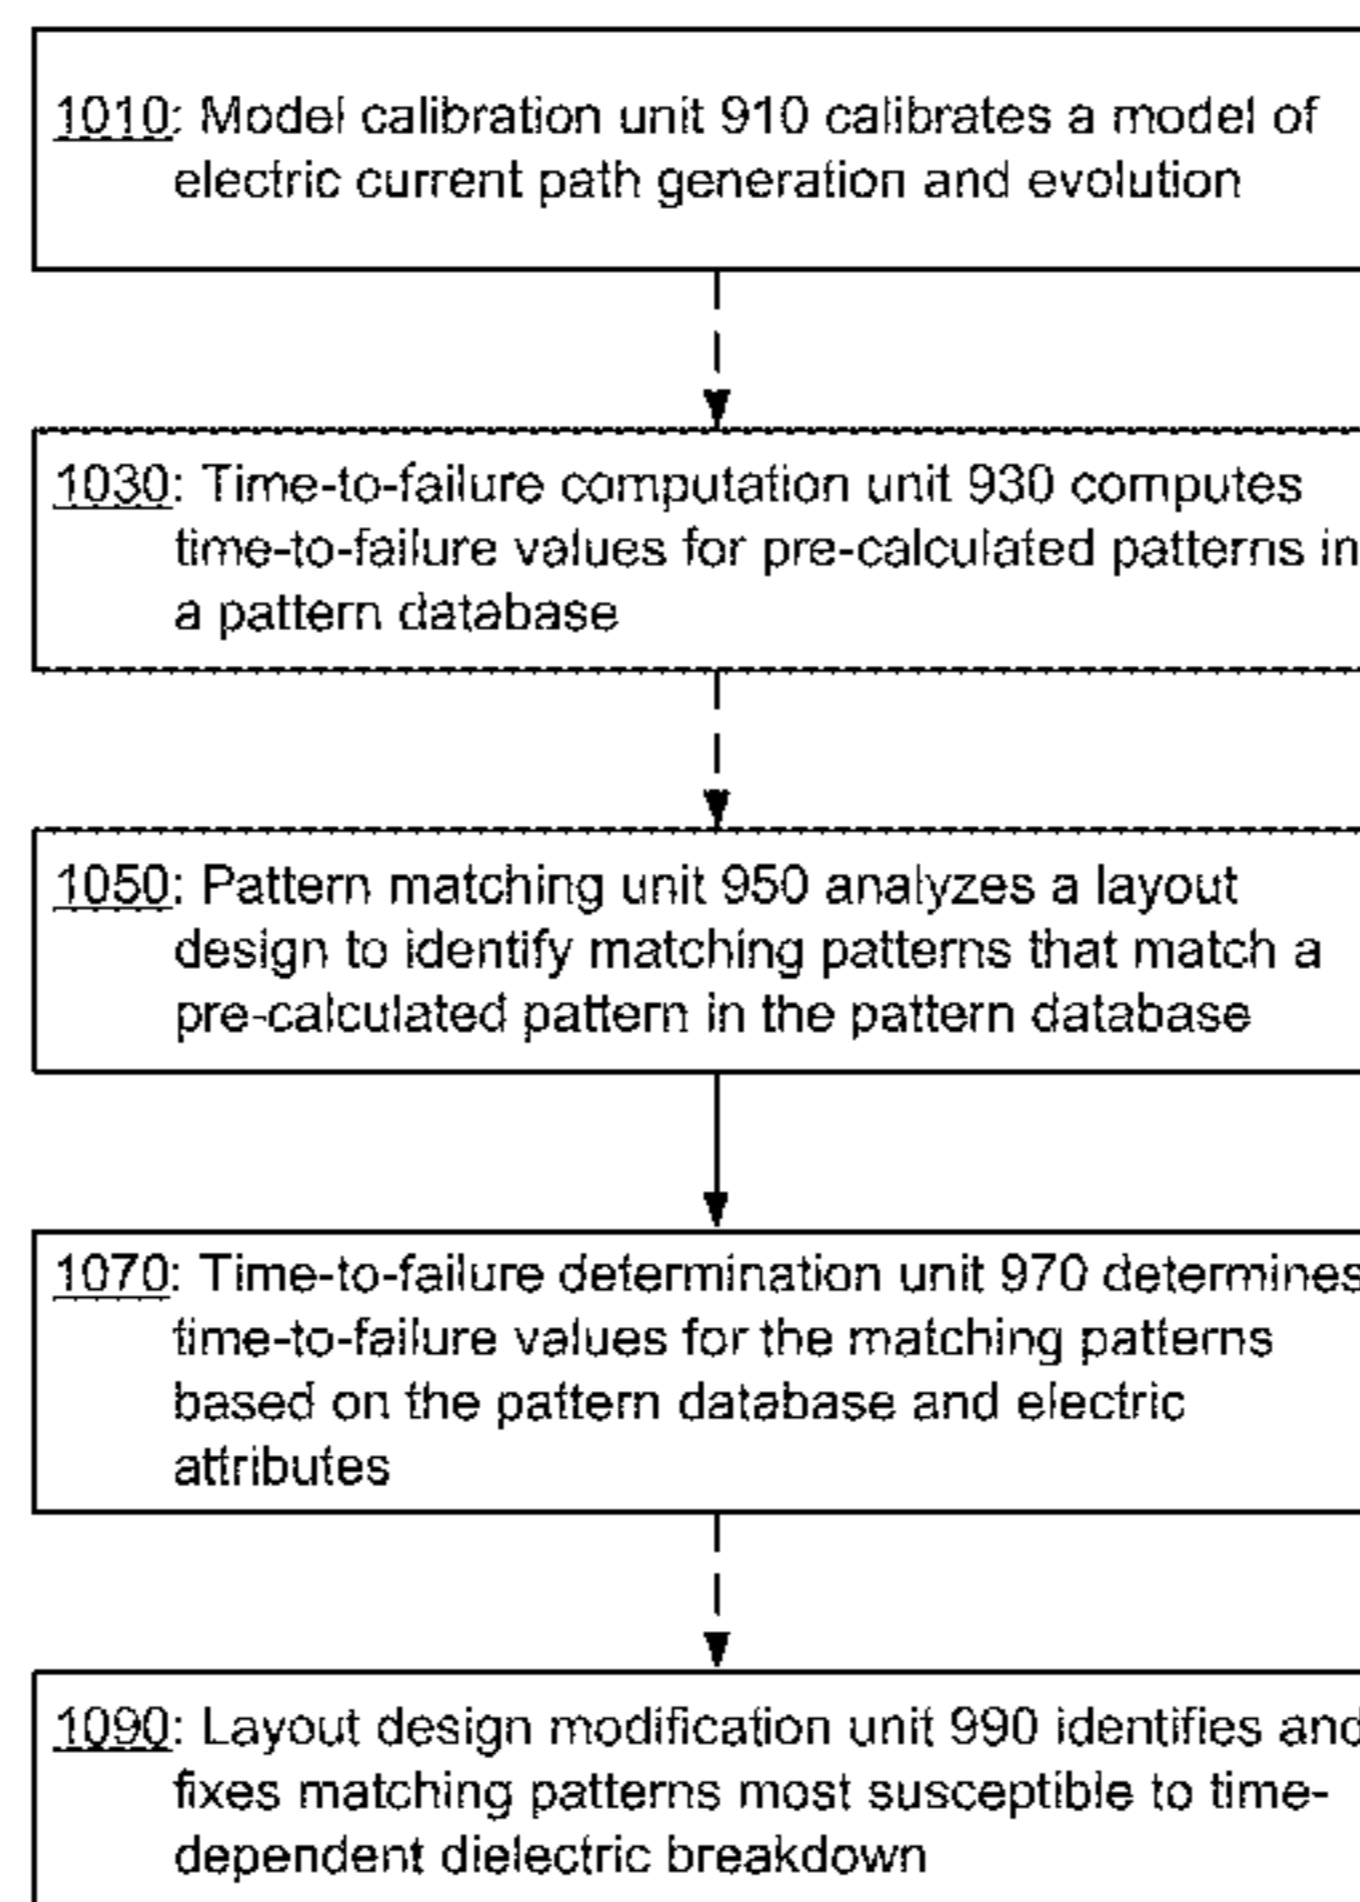 1010: Model calibration unit 910 calibrates a model of
electric current path generation and evolution
1030: Time-to-failure computation unit 930 computes
time-to-failure values for pre-calculated patterns in
a pattern database
1050: Pattern matching unit 950 analyzes a layout
design to identify matching patterns that match a
pre-calculated pattern in the pattern database
1070: Time-to-failure determination unit 970 determines
time-to-failure values for the matching patterns
based on the pattern database and electric
attributes
1090: Layout design modification unit 990 identifies and
fixes matching patterns most susceptible to time-
dependent dielectric breakdown